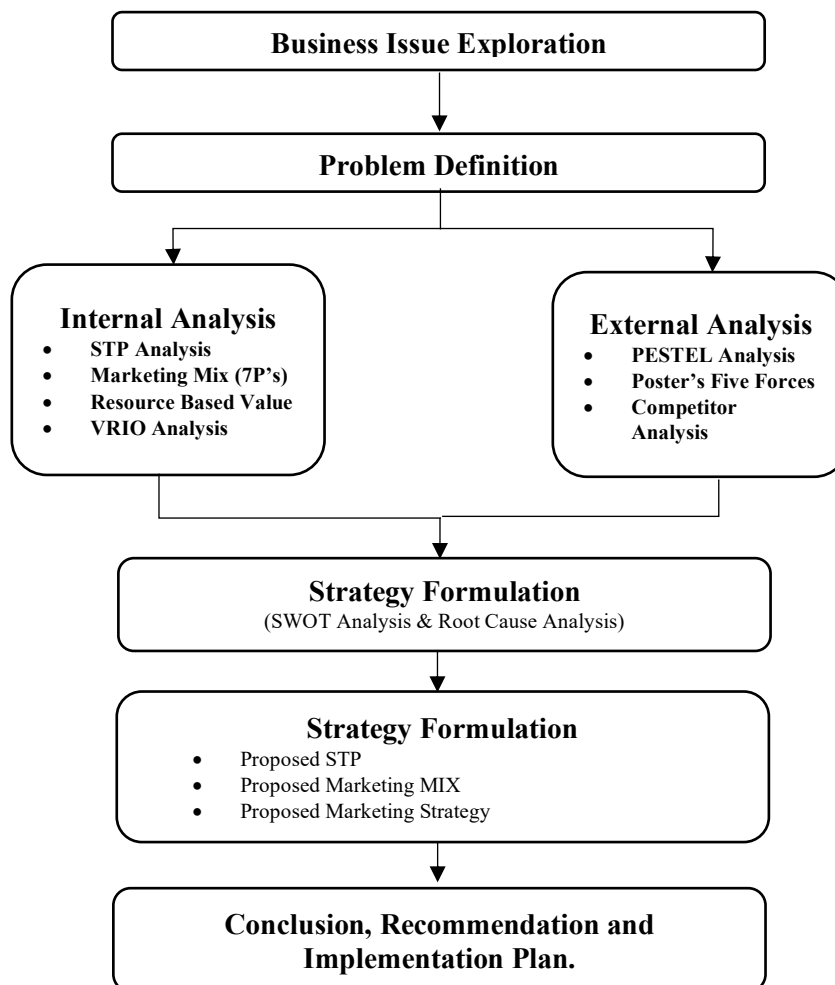 Business Issue Exploration
Problem Definition
Internal Analysis
• STP Analysis
• Marketing Mix (7P’s)
• Resource Based Value
• VRIO Analysis
External Analysis
• PESTEL Analysis
• Poster’s Five Forces
• Competitor
Analysis
Strategy Formulation
(SWOT Analysis & Root Cause Analysis)
Strategy Formulation
• Proposed STP
• Proposed Marketing MIX
• Proposed Marketing Strategy
Conclusion, Recommendation and
Implementation Plan.